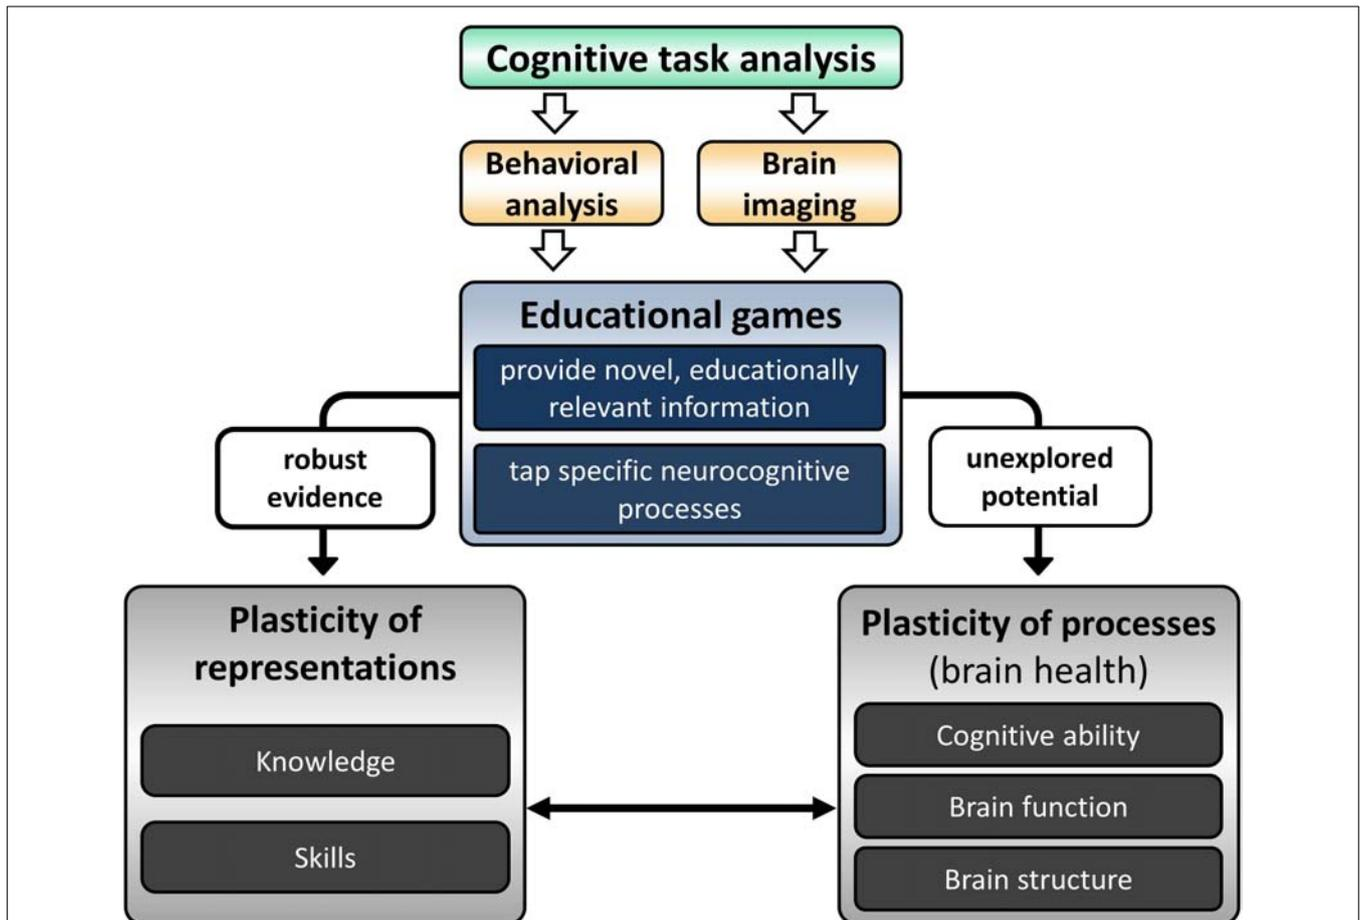 Cognitive task analysis
Behavioral
analysis
Brain
imaging
Educational games
provide novel, educationally
relevant information
tap specific neurocognitive
processes
robust
evidence
unexplored
potential
Plasticity of
representations
Knowledge
Skills
Plasticity of processes
(brain health)
Cognitive ability
Brain function
Brain structure